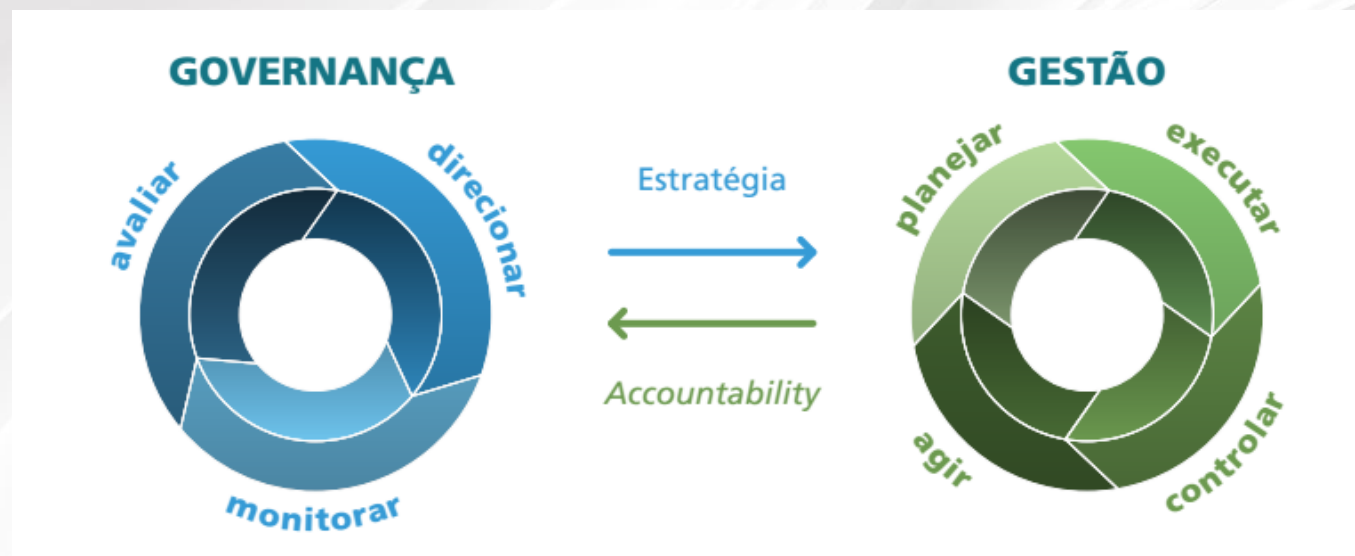 GOVERNANÇA
GESTÃO
avaliar
direcionar
monitorar
Estratégia
Accountability
planejar
executar
agir
controlar